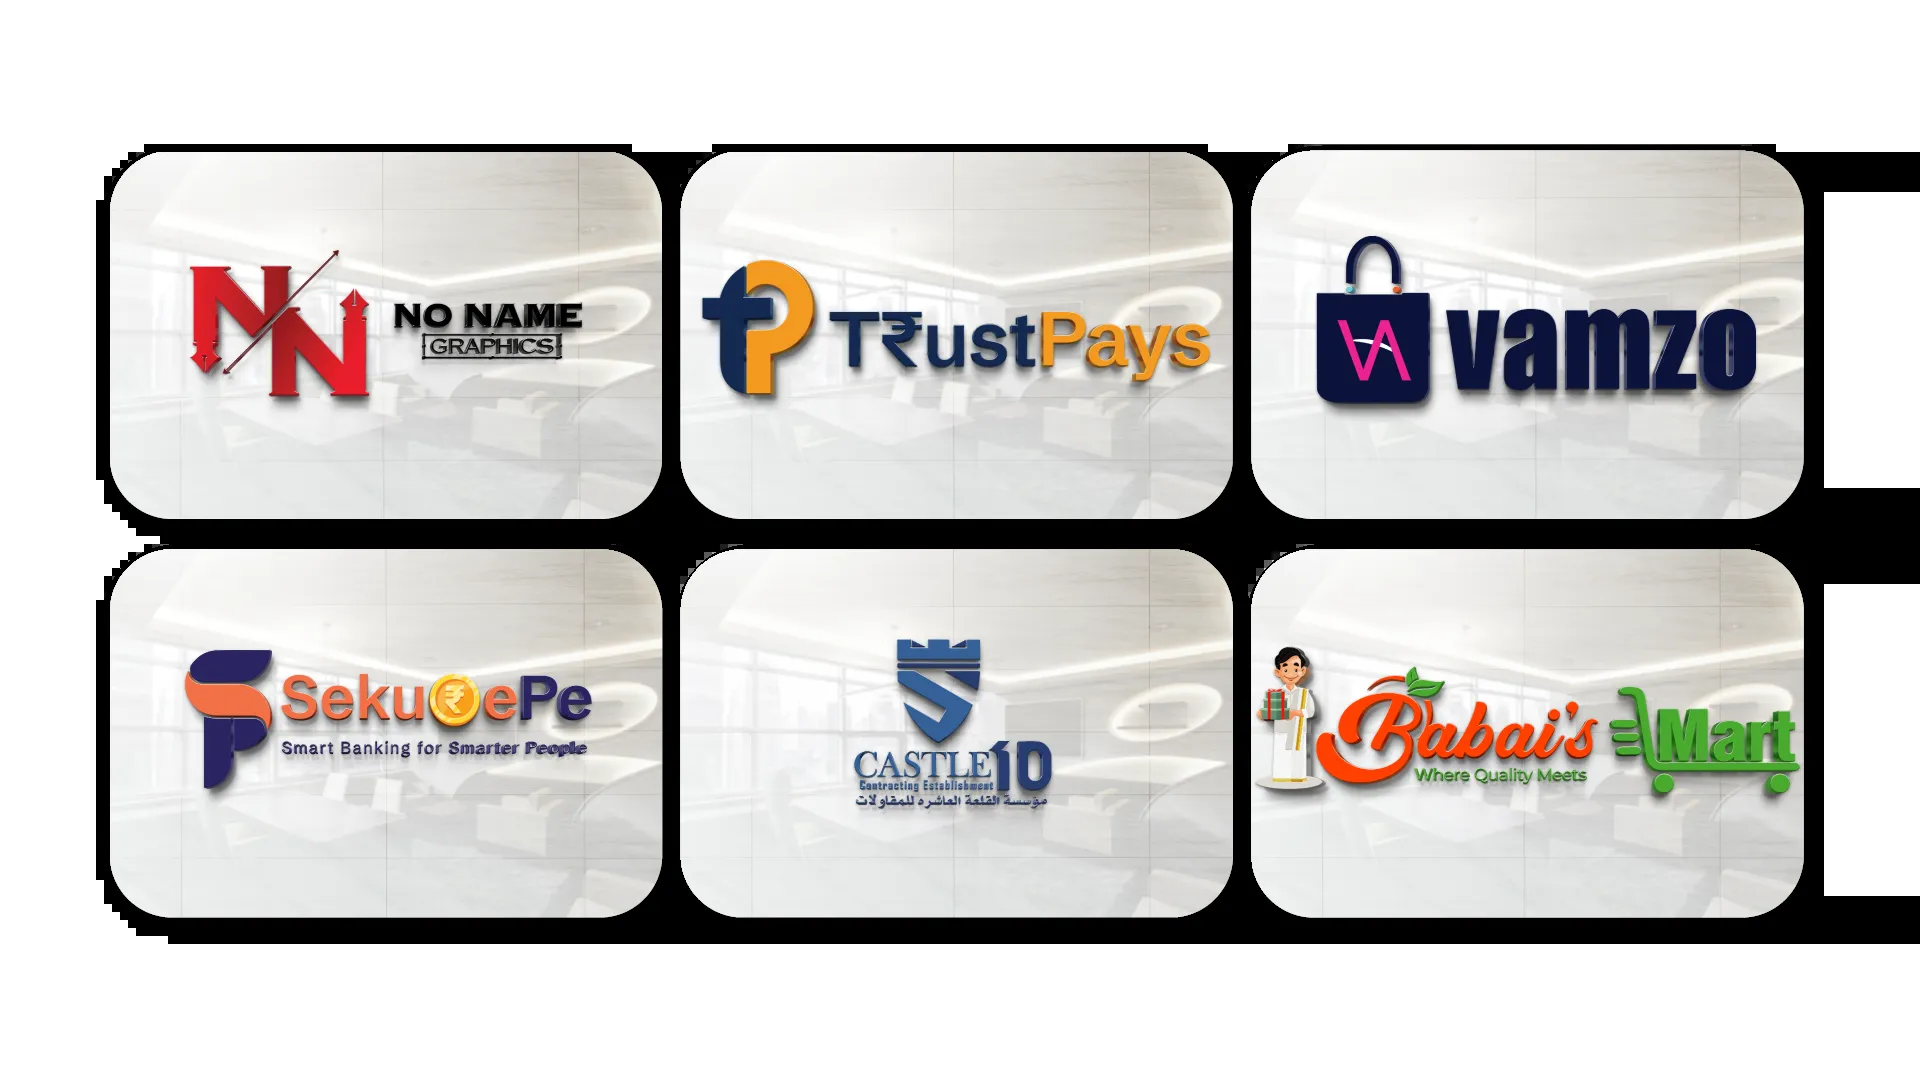 NO NAME
GRAPHICS
T₹ustPays
vamzo
Seku₹ePe
Smart Banking for Smarter People
CASTLE10
Contracting Establishment
مؤسسة القلعة العاشره للمقاولات
Babai's Mart
Where Quality Meets